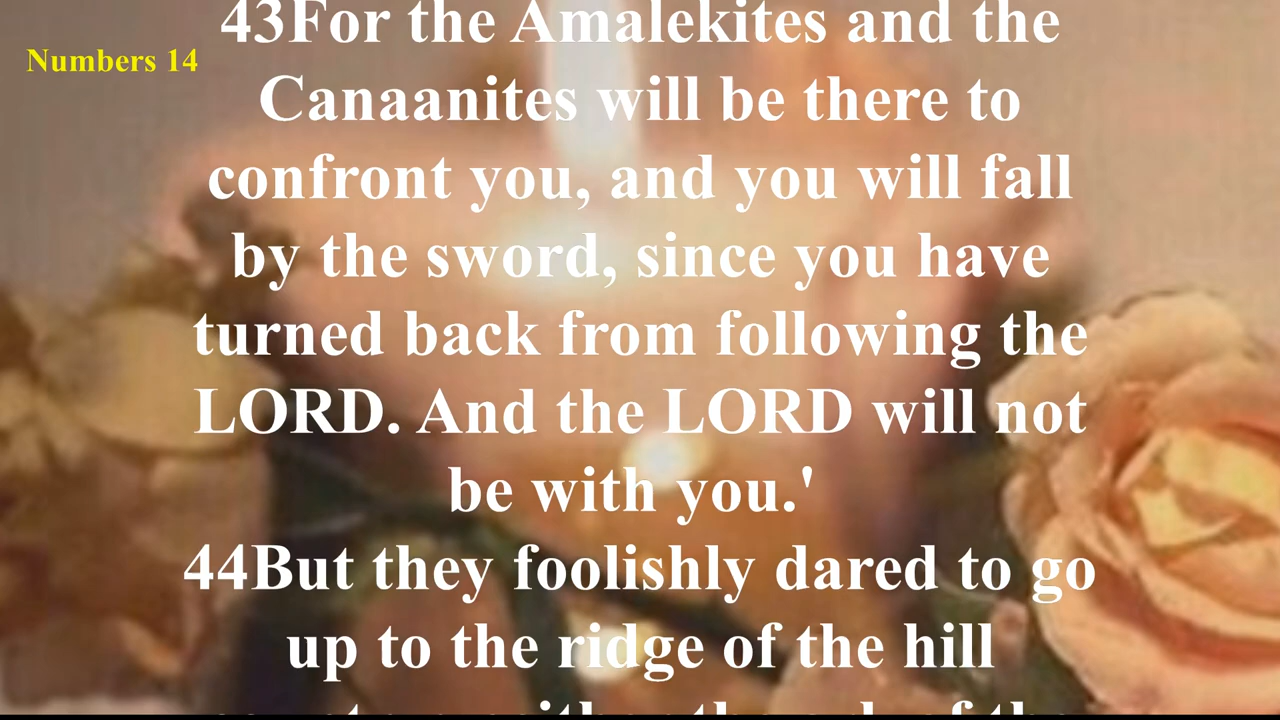 43For the Amalekites and the
Numbers 14
Canaanites will be there to
confront you, and you will fall
by the sword, since you have
turned back from following the
LORD. And the LORD will not
be with you.'
44But they foolishly dared to go
up to the ridge of the hill